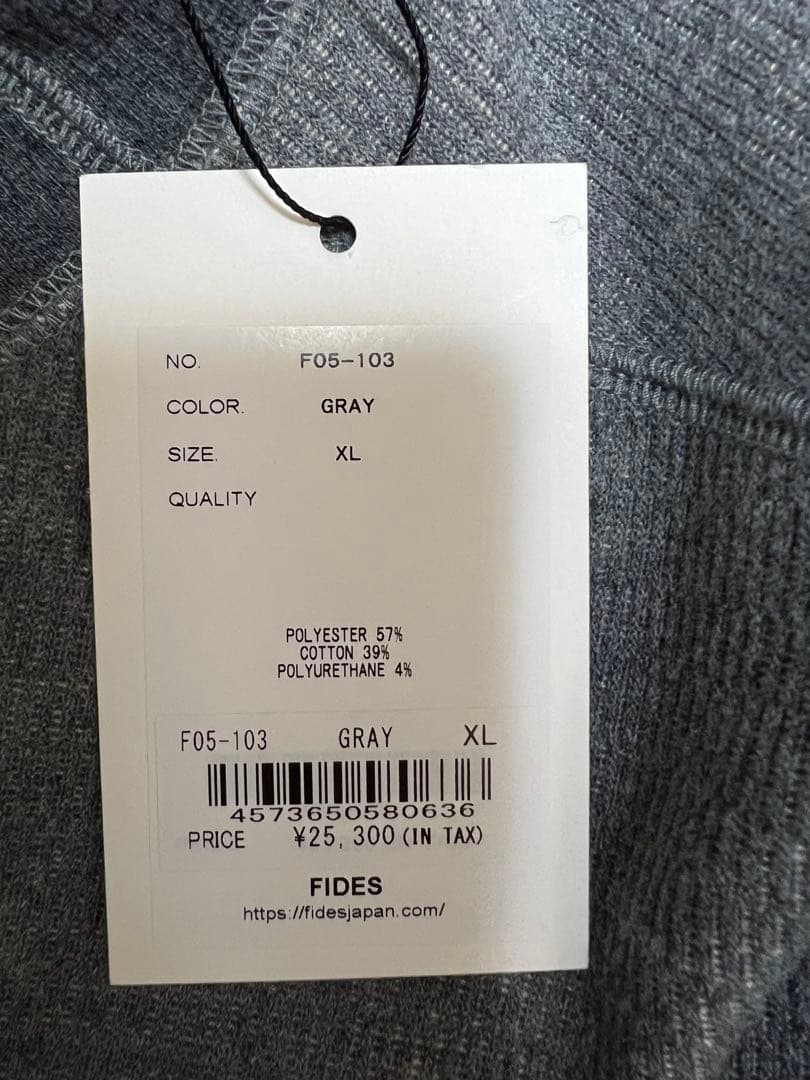 NO. F05-103
COLOR. GRAY
SIZE. XL
QUALITY
POLYESTER 57%
COTTON 39%
POLYURETHANE 4%
F05-103 GRAY XL
4573650580636
PRICE ¥25,300 (IN TAX)
FIDES
https://fidesjapan.com/